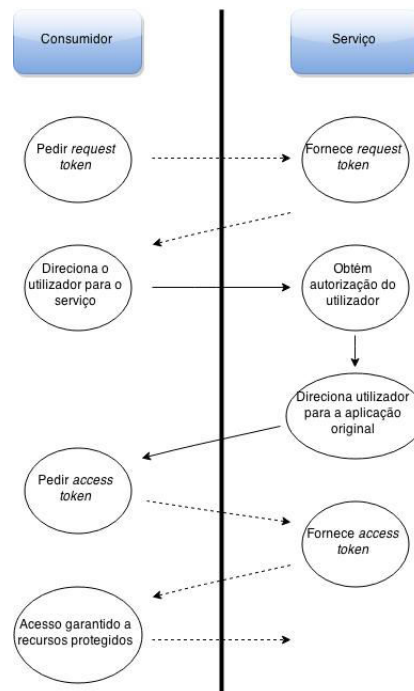 Consumidor
Serviço
Pedir request
token
Fornece request
token
Direciona o
utilizador para o
serviço
Obtém
autorização do
utilizador
Direciona utilizador
para a aplicação
original
Pedir access
token
Fornece access
token
Acesso garantido a
recursos protegidos